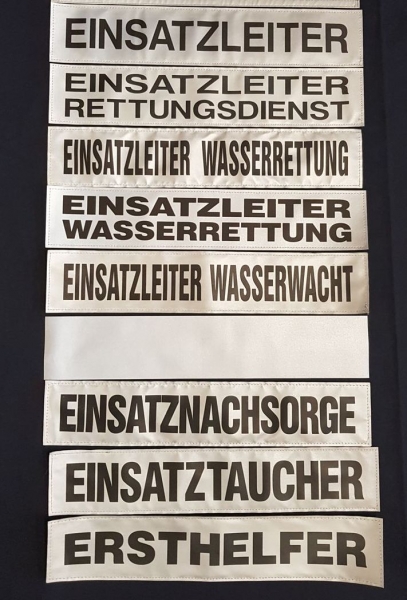 EINSATZLEITER
EINSATZLEITER
RETTUNGSDIENST
EINSATZLEITER WASSERRETTUNG
EINSATZLEITER
WASSERRETTUNG
EINSATZLEITER WASSERWACHT
EINSATZNACHSORGE
EINSATZTAUCHER
ERSTHELFER